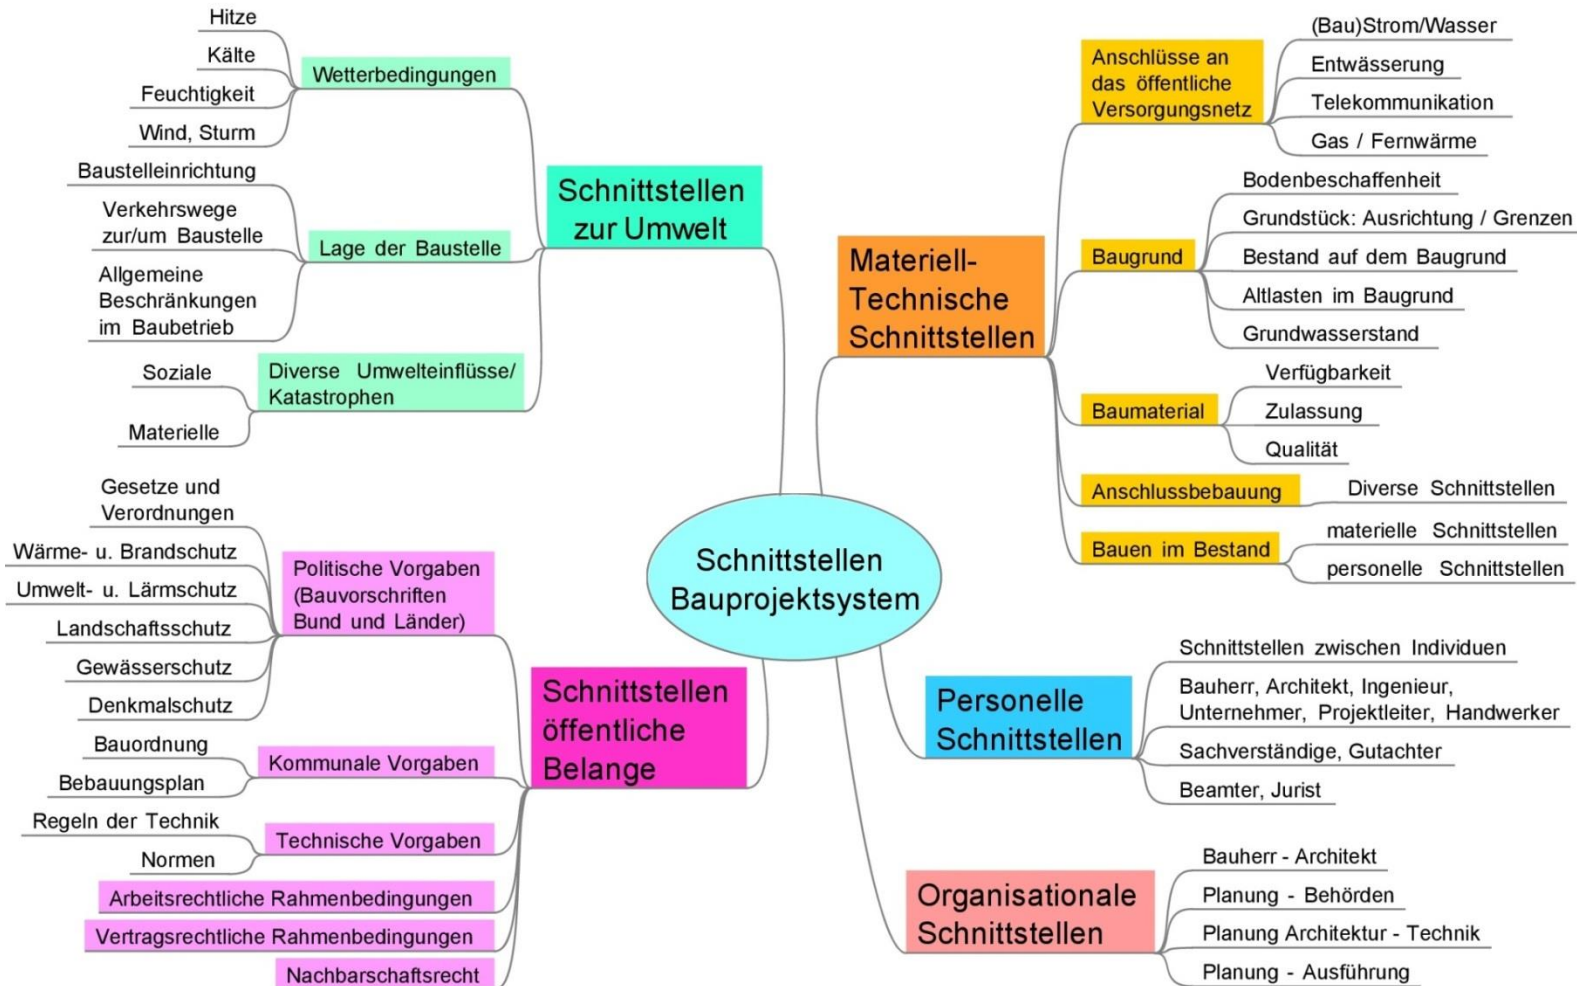 Schnittstellen
Bauprojektsystem
Schnittstellen
zur Umwelt
Wetterbedingungen
Hitze
Kälte
Feuchtigkeit
Wind, Sturm
Lage der Baustelle
Baustelleinrichtung
Verkehrswege
zur/um Baustelle
Allgemeine
Beschränkungen
im Baubetrieb
Diverse Umwelteinflüsse/
Katastrophen
Soziale
Materielle
Schnittstellen
öffentliche
Belange
Politische Vorgaben
(Bauvorschriften
Bund und Länder)
Gesetze und
Verordnungen
Wärme- u. Brandschutz
Umwelt- u. Lärmschutz
Landschaftsschutz
Gewässerschutz
Denkmalschutz
Kommunale Vorgaben
Bauordnung
Bebauungsplan
Technische Vorgaben
Regeln der Technik
Normen
Arbeitsrechtliche Rahmenbedingungen
Vertragsrechtliche Rahmenbedingungen
Nachbarschaftsrecht
Materiell-
Technische
Schnittstellen
Anschlüsse an
das öffentliche
Versorgungsnetz
(Bau)Strom/Wasser
Entwässerung
Telekommunikation
Gas / Fernwärme
Baugrund
Bodenbeschaffenheit
Grundstück: Ausrichtung / Grenzen
Bestand auf dem Baugrund
Altlasten im Baugrund
Grundwasserstand
Baumaterial
Verfügbarkeit
Zulassung
Qualität
Anschlussbebauung
Diverse Schnittstellen
Bauen im Bestand
materielle Schnittstellen
personelle Schnittstellen
Personelle
Schnittstellen
Schnittstellen zwischen Individuen
Bauherr, Architekt, Ingenieur,
Unternehmer, Projektleiter, Handwerker
Sachverständige, Gutachter
Beamter, Jurist
Organisationale
Schnittstellen
Bauherr - Architekt
Planung - Behörden
Planung Architektur - Technik
Planung - Ausführung